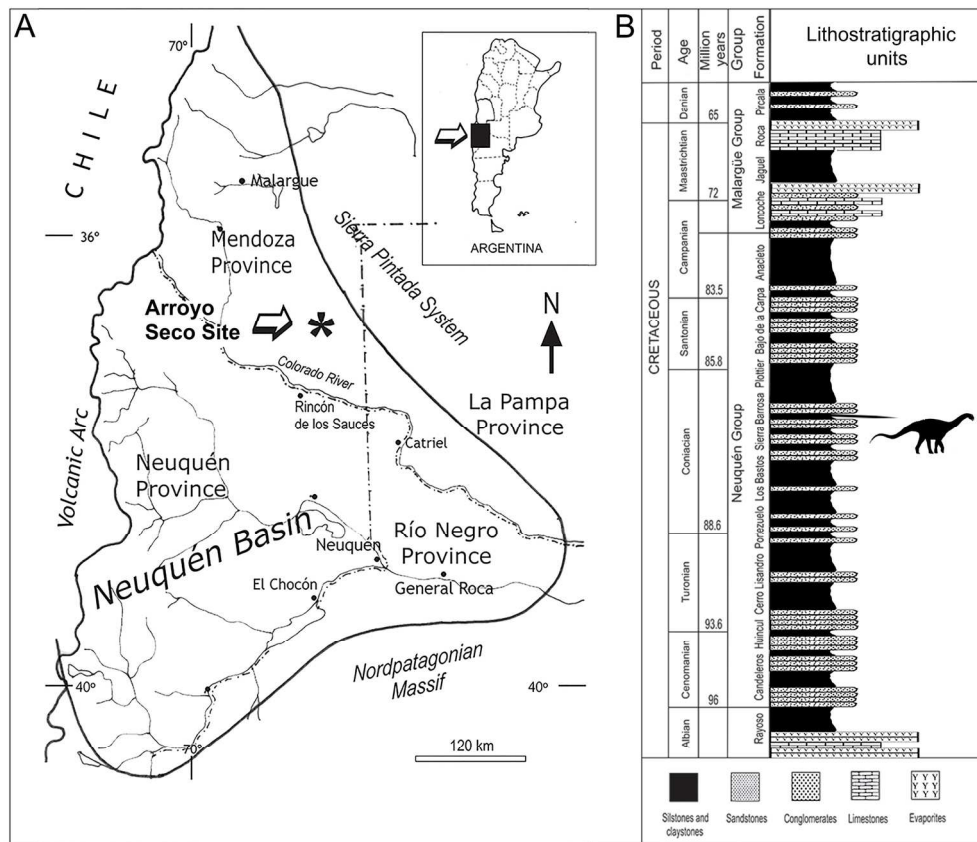 A
70°
CHILE
Malargue
36°
Mendoza
Province
Sierra Pintada System
ARGENTINA
Arroyo
Seco Site
*
N
Colorado River
Rincón
de los Sauces
Catriel
La Pampa
Province
Volcanic Arc
Neuquén
Province
Neuquén Basin
Neuquén
Río Negro
Province
El Chocón
General Roca
Nordpatagonian
Massif
40°
40°
70°
120 km
B
Period
Age
Million
years
Group
Formation
Lithostratigraphic
units
CRETACEOUS
Danian
Maastrichtian
Campanian
Santonian
Coniacian
Turonian
Cenomanian
Albian
65
72
83.5
85.8
88.6
93.6
96
Malargüe Group
Neuquén Group
Pircala
Roca
Jaguel
Loncoche
Anacleto
Bajo de la Carpa
Plottier
Sierra Barrosa
Los Bastos
Porezuelo
Cerro Lisandro
Huincul
Candeleros
Rayoso
Silstones and
claystones
Sandstones
Conglomerates
Limestones
Evaporites